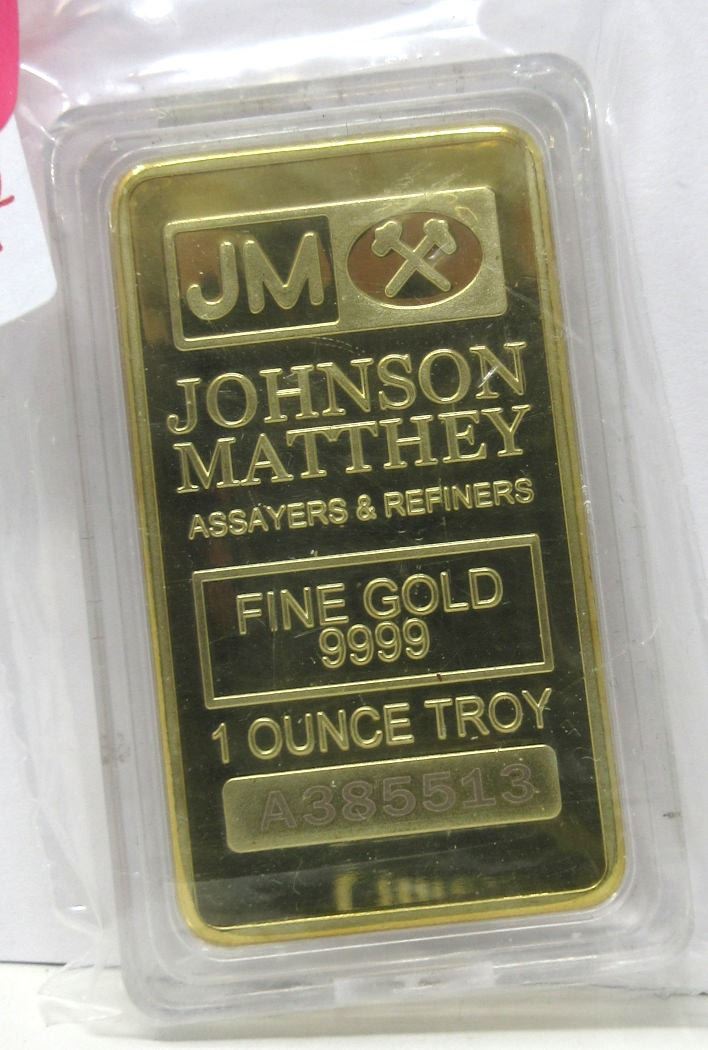 JM
JOHNSON
MATTHEY
ASSAYERS & REFINERS
FINE GOLD
9999
1 OUNCE TROY
A385513